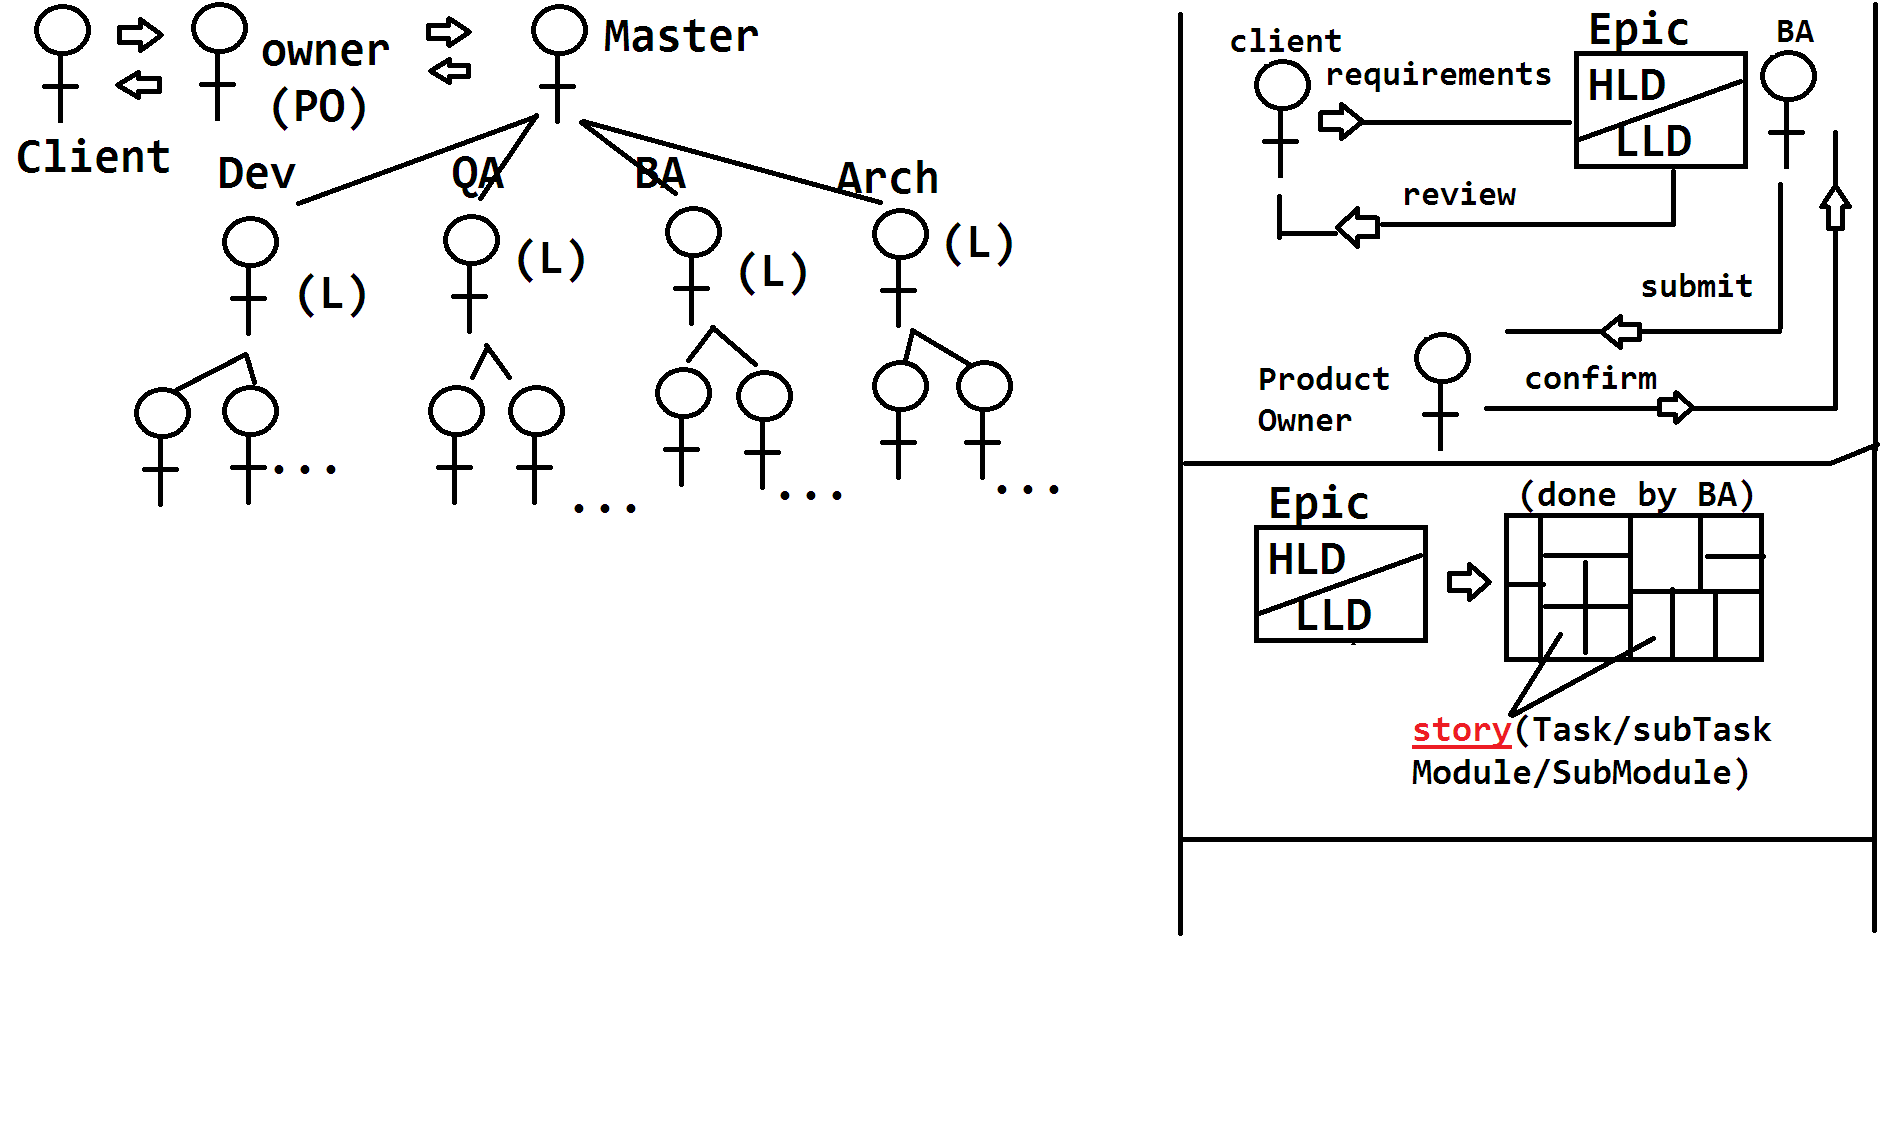 Client
owner
(PO)
Master
Dev
QA
BA
Arch
(L)
(L)
(L)
(L)
...
...
...
...
client
requirements
Epic
HLD
LLD
BA
review
submit
Product
Owner
confirm
Epic
HLD
LLD
(done by BA)
story(Task/subTask
Module/SubModule)